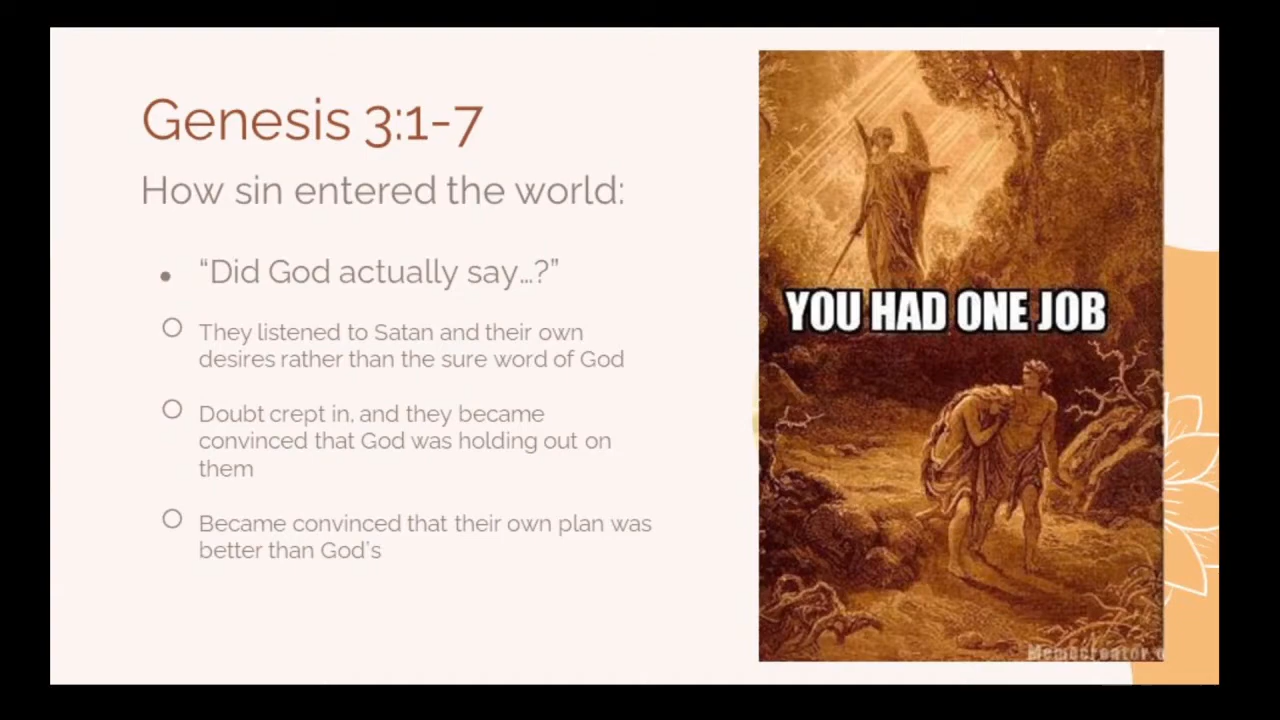 Genesis 3:1-7
How sin entered the world:
• “Did God actually say…?”
○ They listened to Satan and their own
desires rather than the sure word of God
○ Doubt crept in, and they became
convinced that God was holding out on
them
○ Became convinced that their own plan was
better than God's
YOU HAD ONE JOB
Memecreator.o